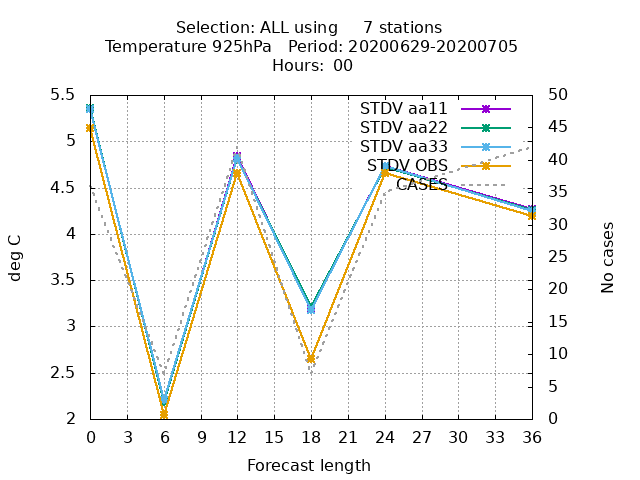 Selection: ALL using     7 stations
Temperature 925hPa   Period: 20200629-20200705
Hours:  00
5.5
5
4.5
4
3.5
3
2.5
2
deg C
STDV aa11
STDV aa22
STDV aa33
STDV OBS
CASES
50
45
40
35
30
25
20
15
10
5
0
No cases
0 3 6 9 12 15 18 21 24 27 30 33 36
Forecast length